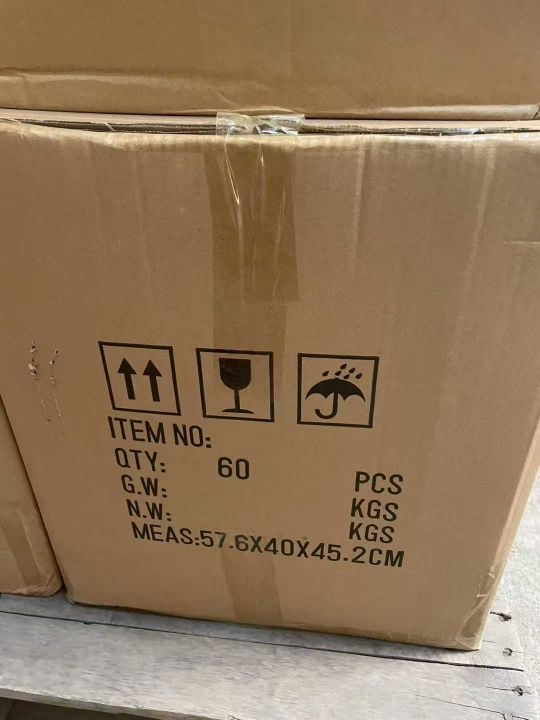 ITEM NO:
QTY: 60 PCS
G.W: KGS
N.W: KGS
MEAS:57.6X40X45.2CM